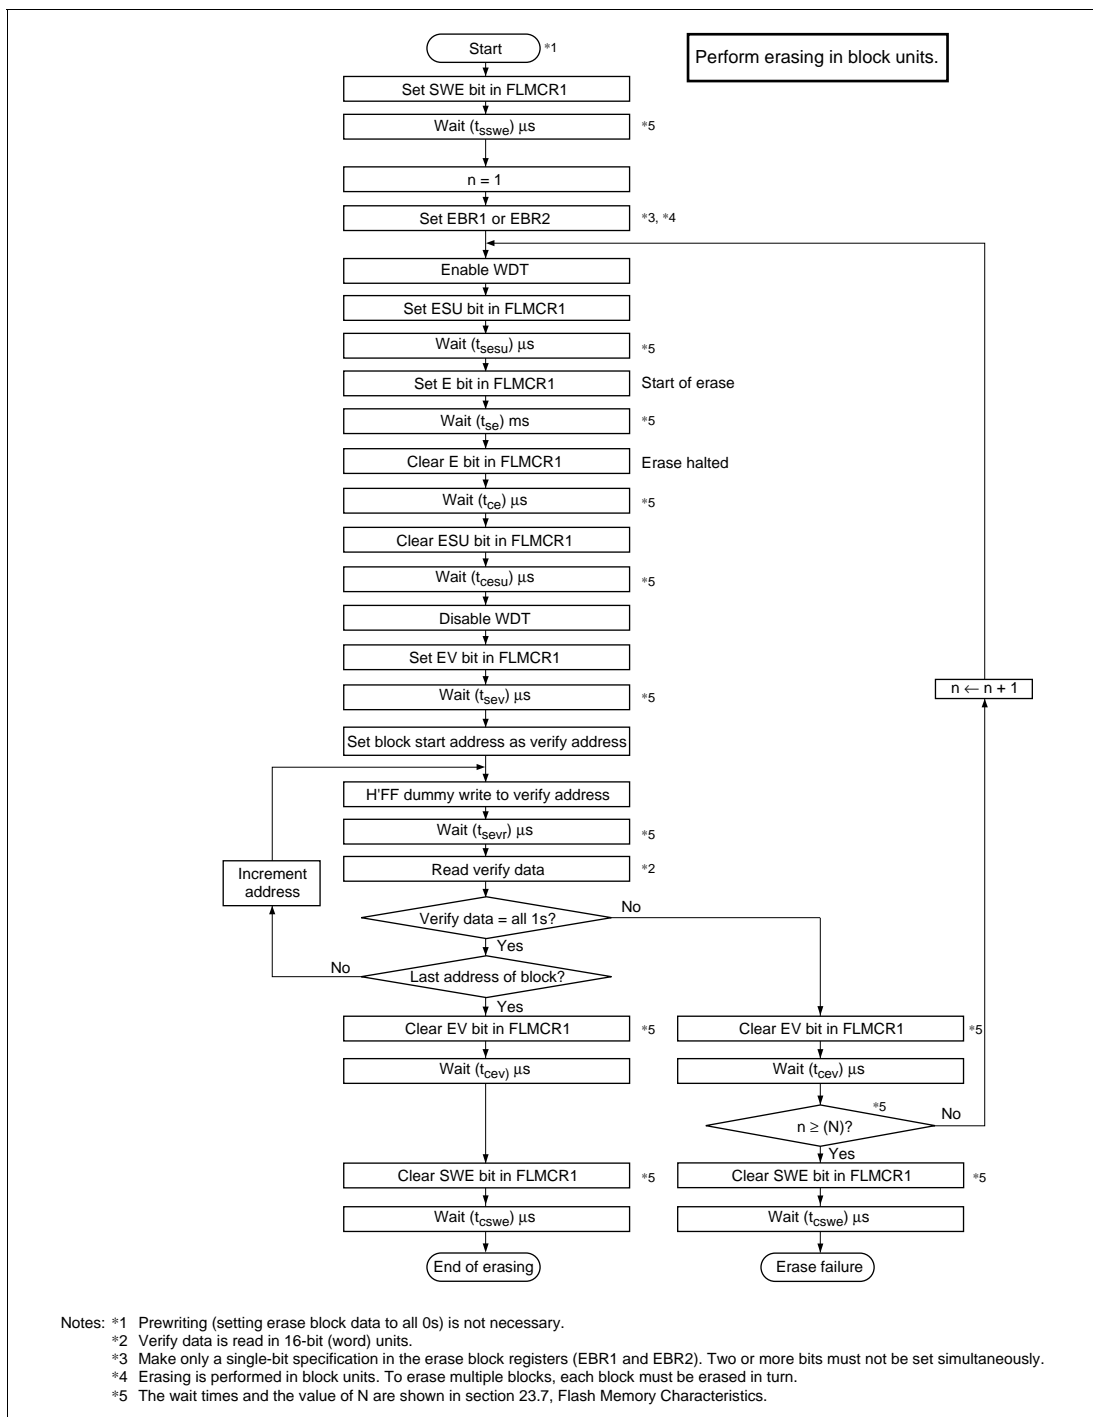 Start *1
Perform erasing in block units.
Set SWE bit in FLMCR1
Wait (tsswe) μs *5
n = 1
Set EBR1 or EBR2 *3, *4
Enable WDT
Set ESU bit in FLMCR1
Wait (tsesu) μs *5
Set E bit in FLMCR1 Start of erase
Wait (tse) ms *5
Clear E bit in FLMCR1 Erase halted
Wait (tce) μs *5
Clear ESU bit in FLMCR1
Wait (tcesu) μs *5
Disable WDT
Set EV bit in FLMCR1
Wait (tsev) μs *5
n ← n + 1
Set block start address as verify address
H'FF dummy write to verify address
Wait (tsevr) μs *5
Increment
address
Read verify data *2
Verify data = all 1s? No
Yes
No Last address of block?
Yes
Clear EV bit in FLMCR1 *5 Clear EV bit in FLMCR1 *5
Wait (tcev) μs Wait (tcev) μs
n ≥ (N)? *5 No
Yes
Clear SWE bit in FLMCR1 *5 Clear SWE bit in FLMCR1 *5
Wait (tcswe) μs Wait (tcswe) μs
End of erasing Erase failure
Notes: *1 Prewriting (setting erase block data to all 0s) is not necessary.
*2 Verify data is read in 16-bit (word) units.
*3 Make only a single-bit specification in the erase block registers (EBR1 and EBR2). Two or more bits must not be set simultaneously.
*4 Erasing is performed in block units. To erase multiple blocks, each block must be erased in turn.
*5 The wait times and the value of N are shown in section 23.7, Flash Memory Characteristics.